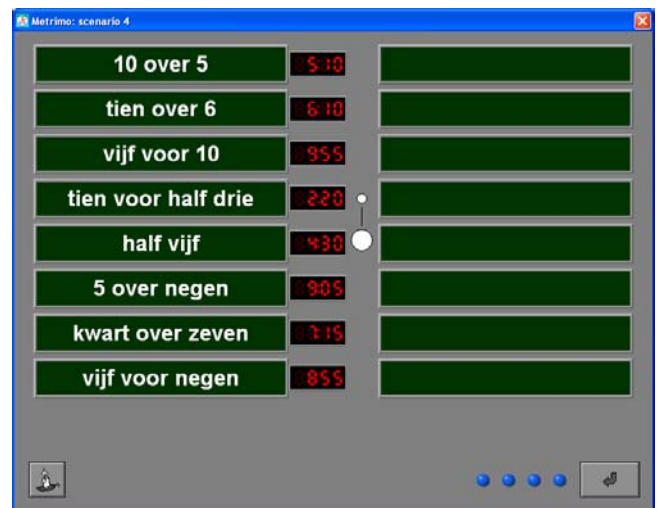 Metrimo: scenario 4
10 over 5 5:10
tien over 6 6:10
vijf voor 10 9:55
tien voor half drie 2:20
half vijf 4:30
5 over negen 9:05
kwart over zeven 7:15
vijf voor negen 8:55